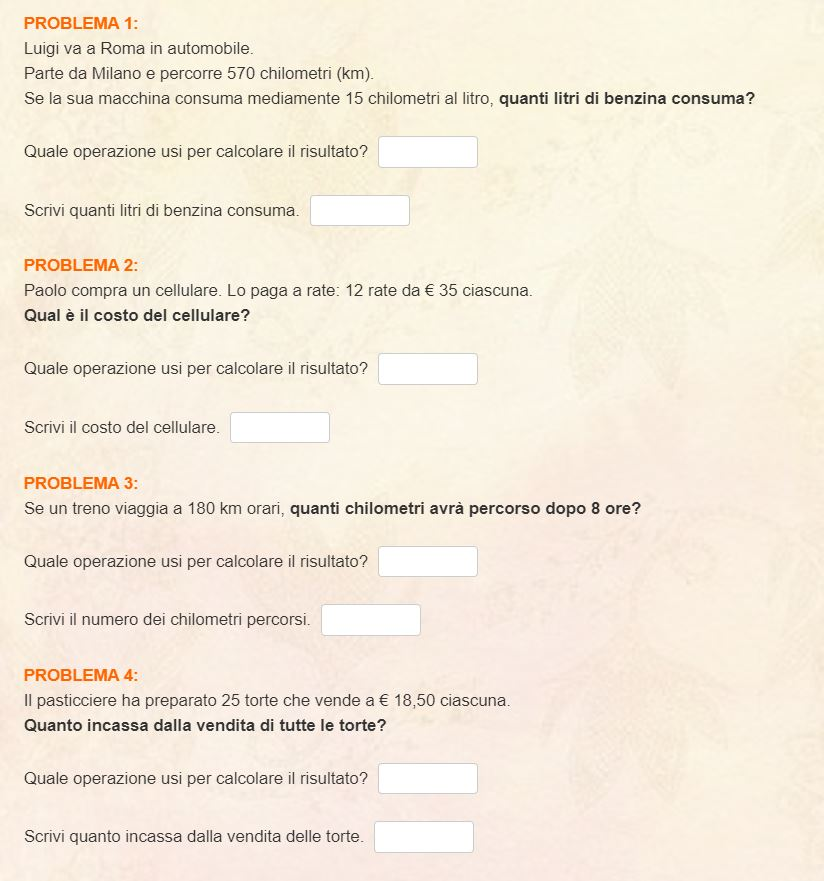 PROBLEMA 1:
Luigi va a Roma in automobile.
Parte da Milano e percorre 570 chilometri (km).
Se la sua macchina consuma mediamente 15 chilometri al litro, quanti litri di benzina consuma?
Quale operazione usi per calcolare il risultato?
Scrivi quanti litri di benzina consuma.
PROBLEMA 2:
Paolo compra un cellulare. Lo paga a rate: 12 rate da € 35 ciascuna.
Qual è il costo del cellulare?
Quale operazione usi per calcolare il risultato?
Scrivi il costo del cellulare.
PROBLEMA 3:
Se un treno viaggia a 180 km orari, quanti chilometri avrà percorso dopo 8 ore?
Quale operazione usi per calcolare il risultato?
Scrivi il numero dei chilometri percorsi.
PROBLEMA 4:
Il pasticciere ha preparato 25 torte che vende a € 18,50 ciascuna.
Quanto incassa dalla vendita di tutte le torte?
Quale operazione usi per calcolare il risultato?
Scrivi quanto incassa dalla vendita delle torte.